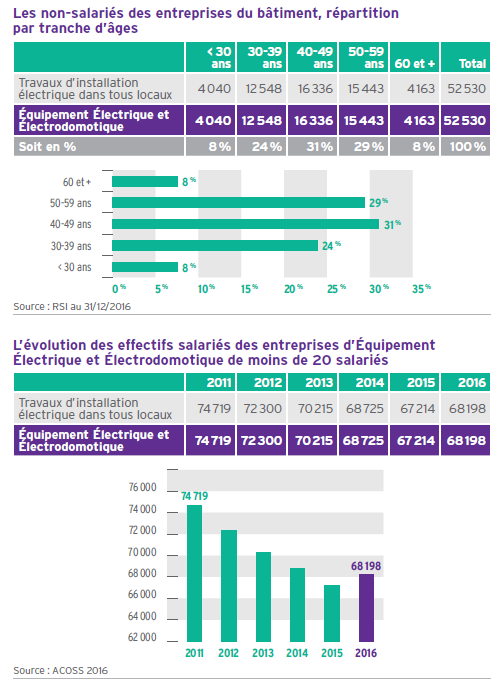 Les non-salariés des entreprises du bâtiment, répartition
par tranche d'âges
< 30 ans 30-39 ans 40-49 ans 50-59 ans 60 et + Total
Travaux d'installation
électrique dans tous locaux 4 040 12 548 16 336 15 443 4 163 52 530
Équipement Électrique et
Électrodomotique 4 040 12 548 16 336 15 443 4 163 52 530
Soit en % 8 % 24 % 31 % 29 % 8 % 100 %
60 et + 8 %
50-59 ans 29 %
40-49 ans 31 %
30-39 ans 24 %
< 30 ans 8 %
0 % 5 % 10 % 15 % 20 % 25 % 30 % 35 %
Source : RSI au 31/12/2016
L'évolution des effectifs salariés des entreprises d'Équipement
Électrique et Électrodomotique de moins de 20 salariés
2011 2012 2013 2014 2015 2016
Travaux d'installation
électrique dans tous locaux 74 719 72 300 70 215 68 725 67 214 68 198
Équipement Électrique et
Électrodomotique 74 719 72 300 70 215 68 725 67 214 68 198
76 000
74 719
74 000
72 000
70 000
68 198
68 000
66 000
64 000
62 000
2011 2012 2013 2014 2015 2016
Source : ACOSS 2016